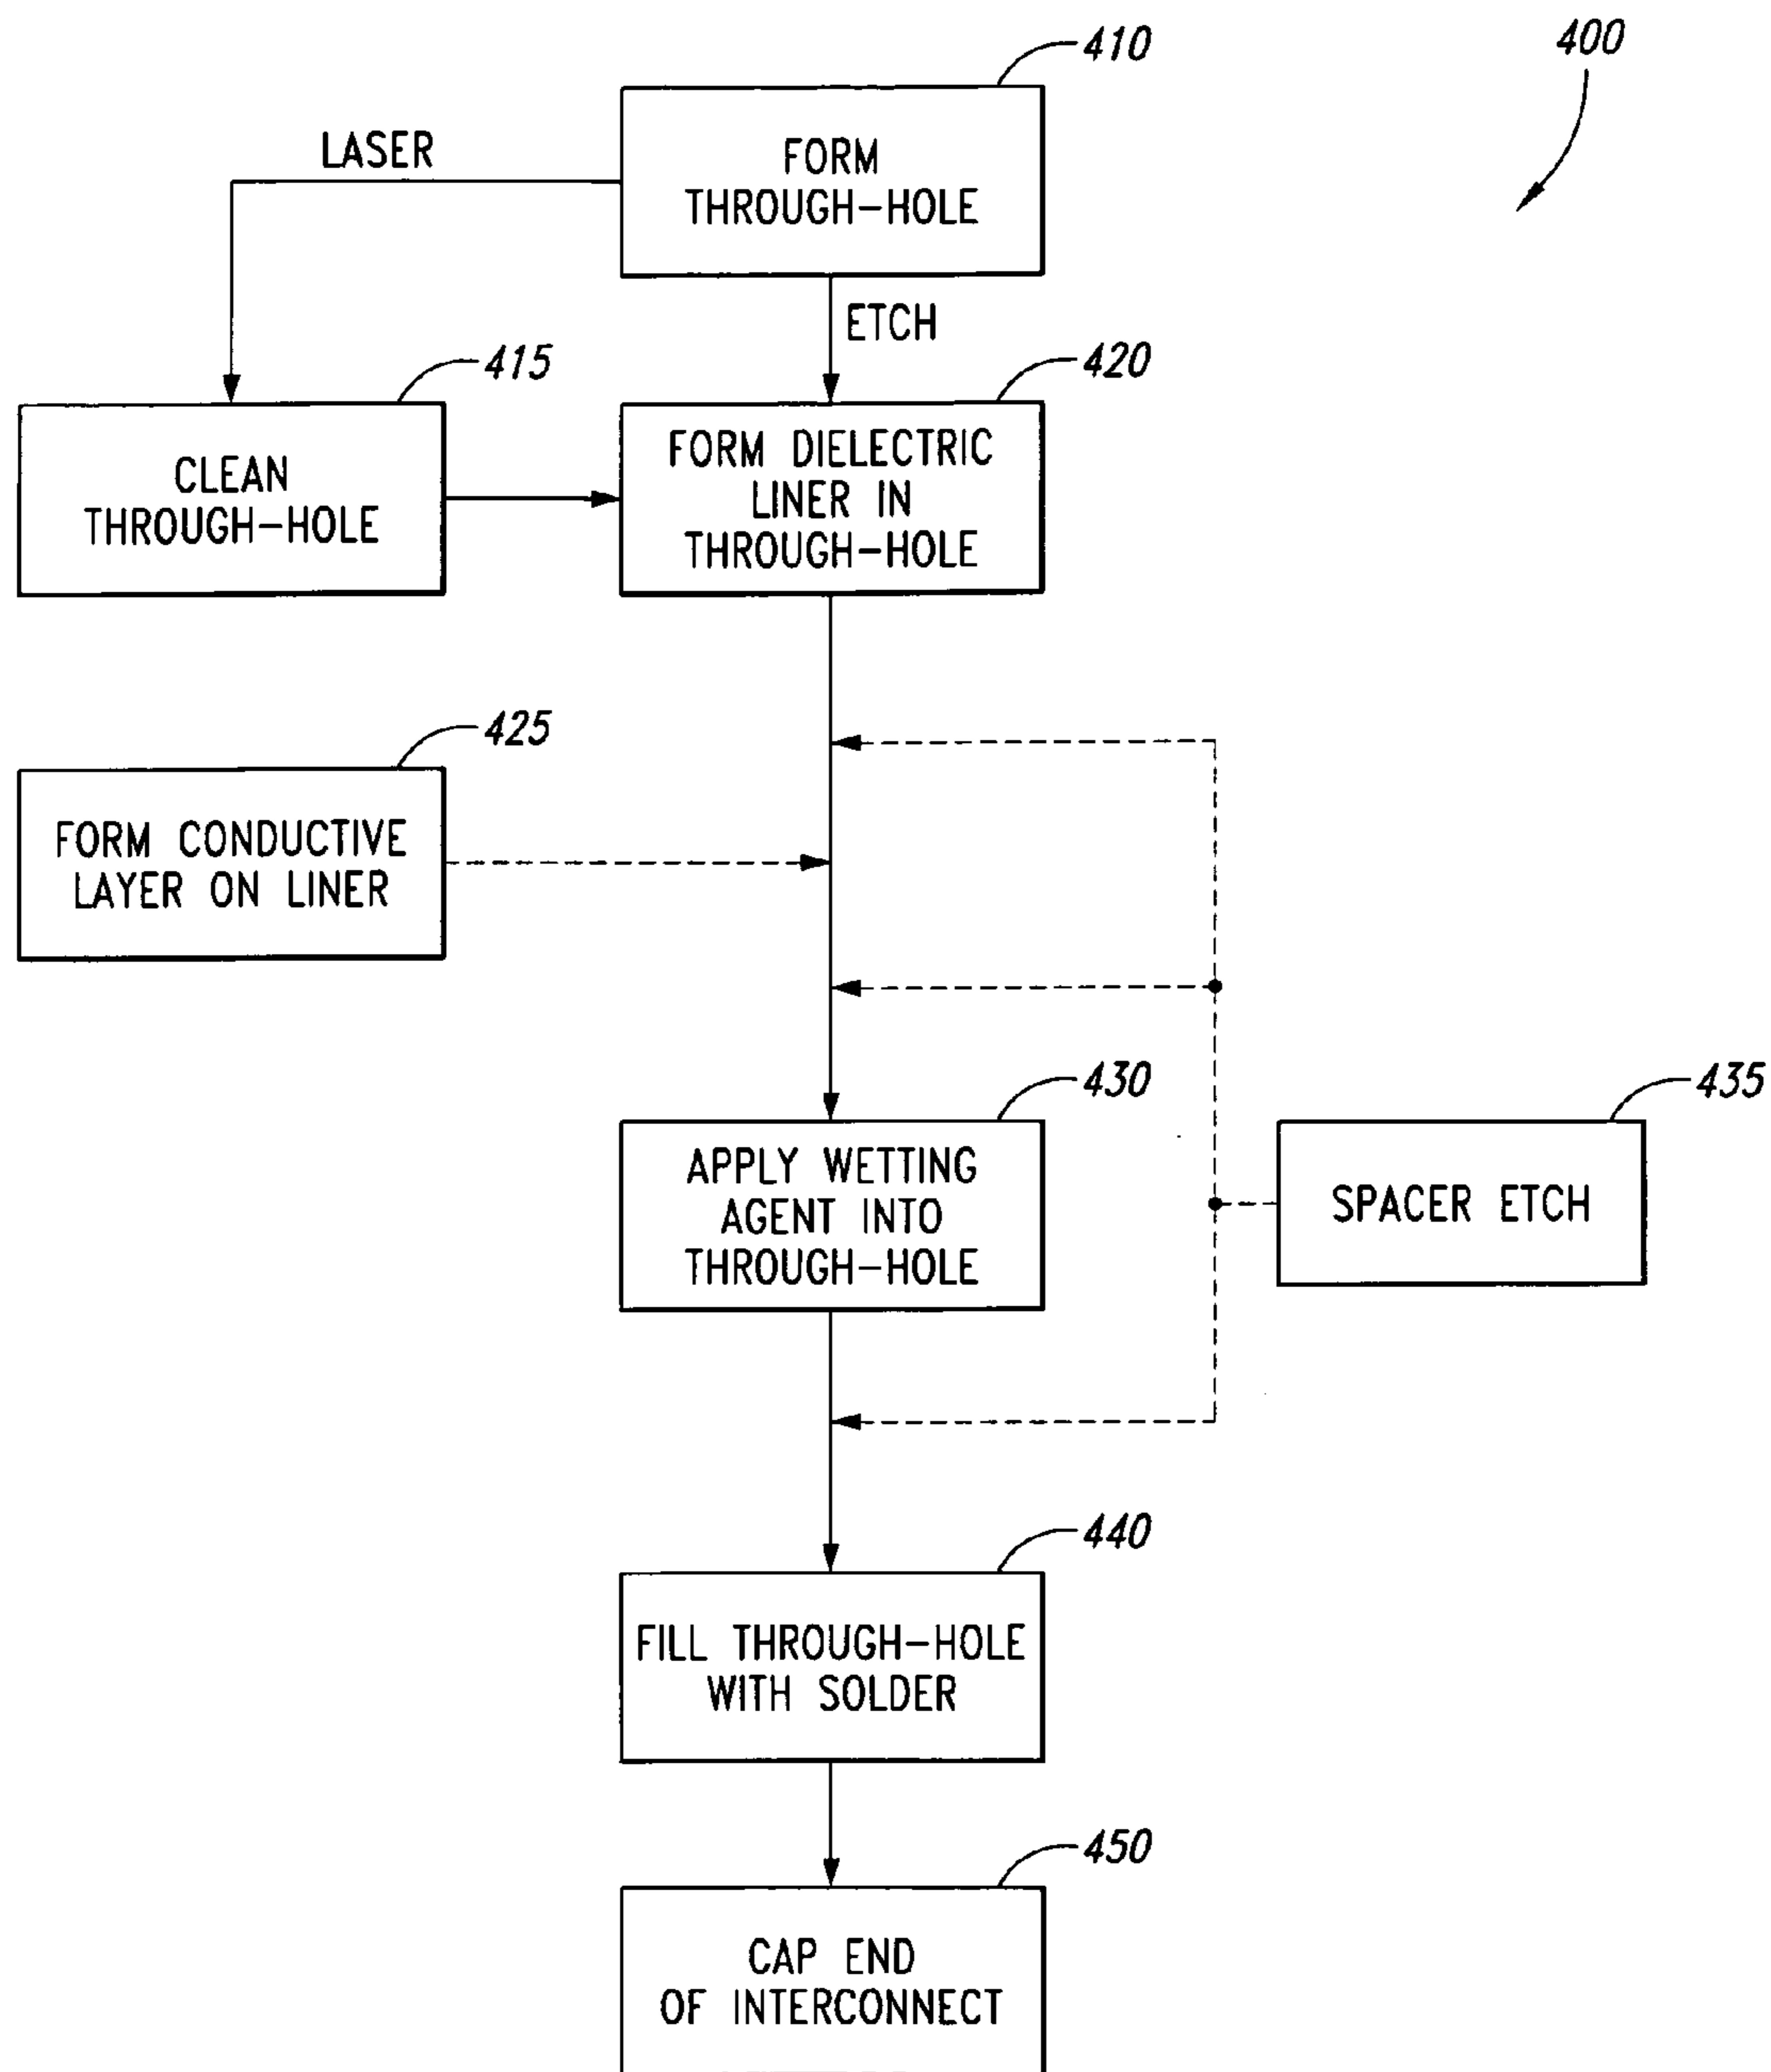 410
400
LASER
FORM
THROUGH-HOLE
ETCH
415
420
CLEAN
THROUGH-HOLE
FORM DIELECTRIC
LINER IN
THROUGH-HOLE
425
FORM CONDUCTIVE
LAYER ON LINER
430
435
APPLY WETTING
AGENT INTO
THROUGH-HOLE
SPACER ETCH
440
FILL THROUGH-HOLE
WITH SOLDER
450
CAP END
OF INTERCONNECT